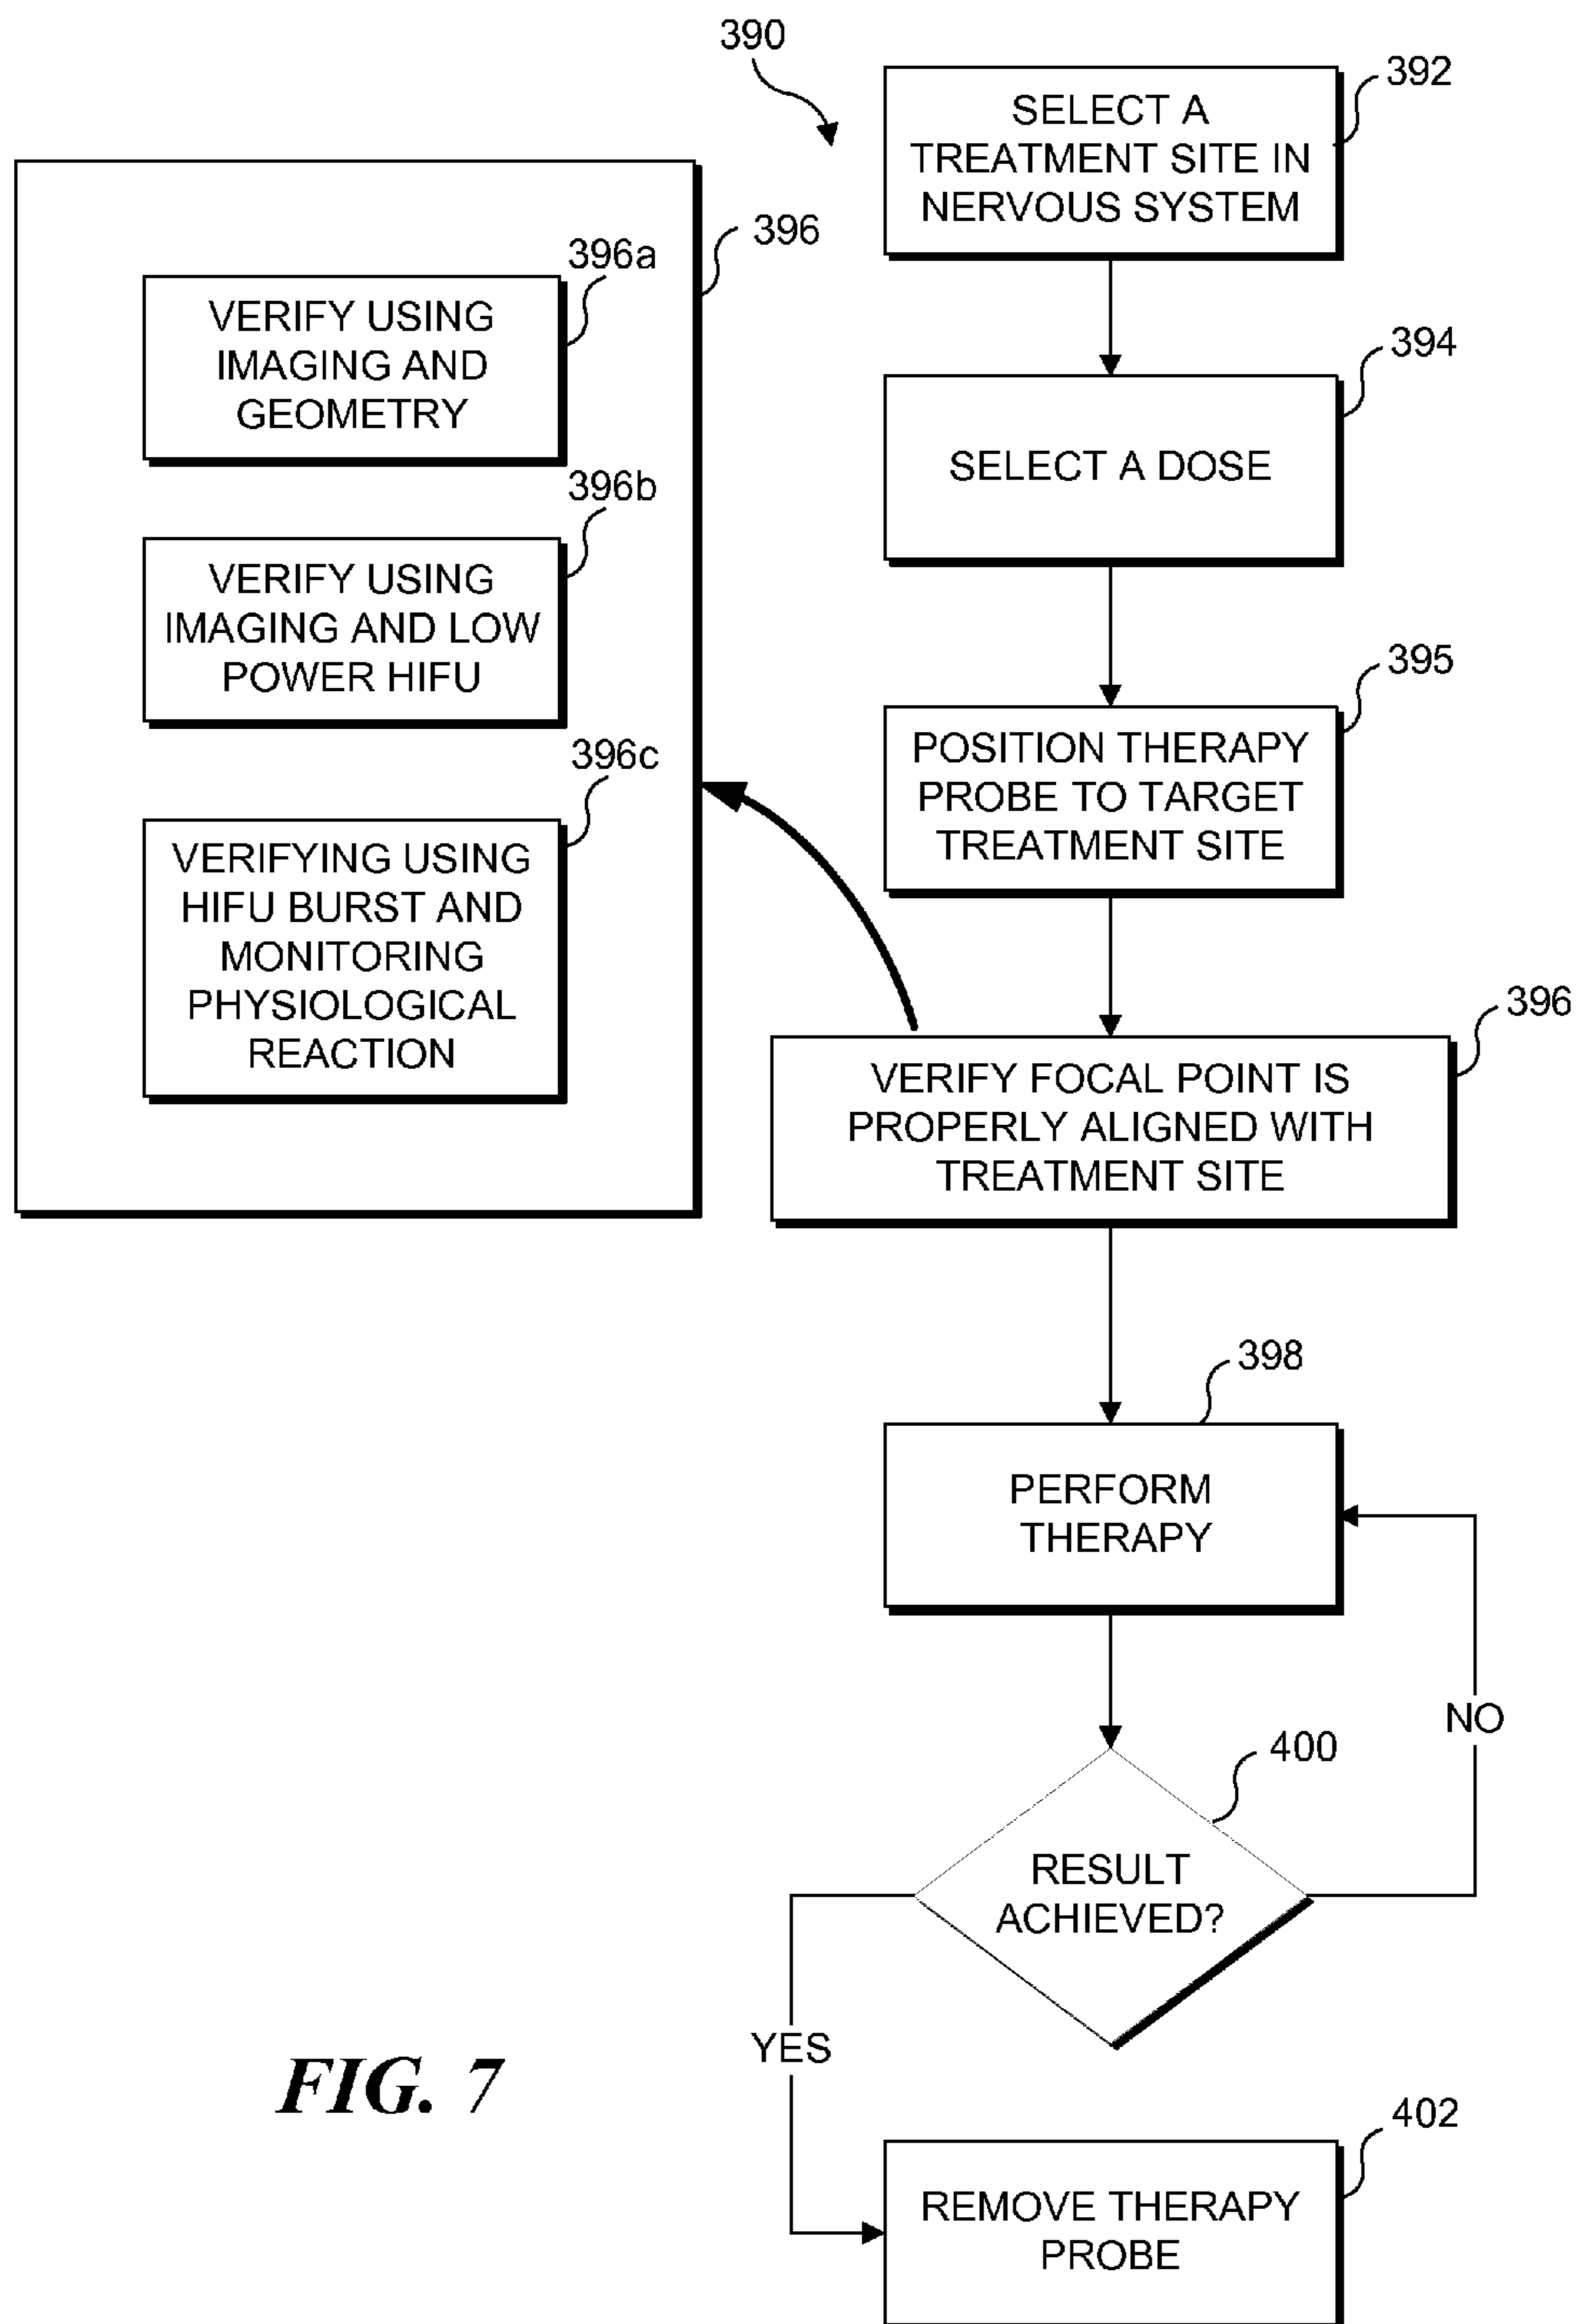 390
392
SELECT A
TREATMENT SITE IN
NERVOUS SYSTEM
396
396a
VERIFY USING
IMAGING AND
GEOMETRY
396b
VERIFY USING
IMAGING AND LOW
POWER HIFU
396c
VERIFYING USING
HIFU BURST AND
MONITORING
PHYSIOLOGICAL
REACTION
394
SELECT A DOSE
395
POSITION THERAPY
PROBE TO TARGET
TREATMENT SITE
396
VERIFY FOCAL POINT IS
PROPERLY ALIGNED WITH
TREATMENT SITE
398
PERFORM
THERAPY
NO
400
RESULT
ACHIEVED?
YES
402
REMOVE THERAPY
PROBE
FIG. 7